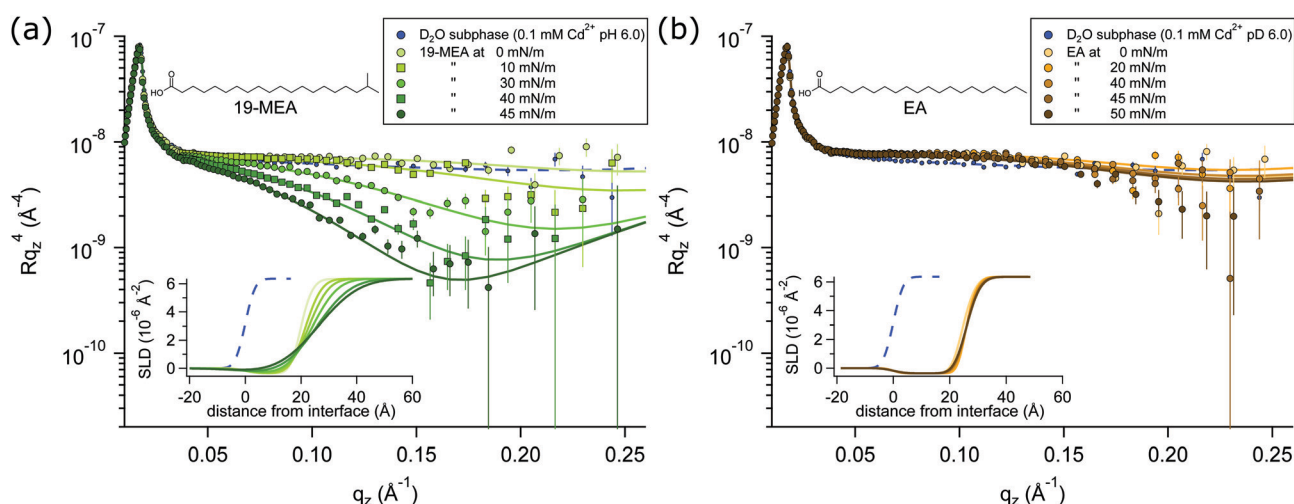 (a)
10⁻⁷
10⁻⁸
10⁻⁹
10⁻¹⁰
Rq_z⁴ (Å⁻⁴)
D₂O subphase (0.1 mM Cd²⁺ pH 6.0)
19-MEA at 0 mN/m
" 10 mN/m
" 30 mN/m
" 40 mN/m
" 45 mN/m
O
HO
19-MEA
SLD (10⁻⁶ Å⁻²)
6
4
2
0
-20 0 20 40 60
distance from interface (Å)
0.05 0.10 0.15 0.20 0.25
q_z (Å⁻¹)
(b)
10⁻⁷
10⁻⁸
10⁻⁹
10⁻¹⁰
Rq_z⁴ (Å⁻⁴)
D₂O subphase (0.1 mM Cd²⁺ pD 6.0)
EA at 0 mN/m
" 20 mN/m
" 40 mN/m
" 45 mN/m
" 50 mN/m
O
HO
EA
SLD (10⁻⁶ Å⁻²)
6
4
2
0
-20 0 20 40 60
distance from interface (Å)
0.05 0.10 0.15 0.20 0.25
q_z (Å⁻¹)